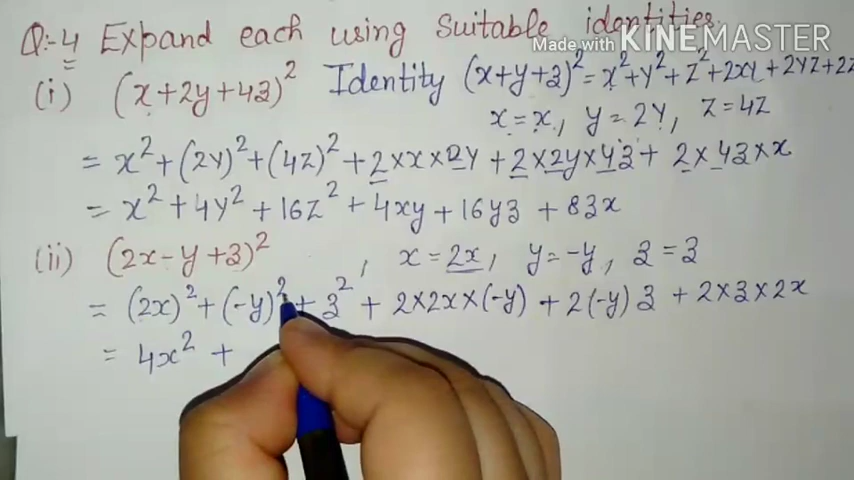 Q:-4 Expand each using Suitable identities.
Made with KINEMASTER
(i) (x+2y+4z)² Identity (x+y+z)² = x²+y²+z²+2xy+2yz+2z
x = x, y = 2y, z = 4z
= x² + (2y)² + (4z)² + 2×x×2y + 2×2y×4z + 2×4z×x
= x² + 4y² + 16z² + 4xy + 16yz + 8zx
(ii) (2x-y+z)² , x = 2x, y = -y, z = z
= (2x)² + (-y)² + z² + 2×2x×(-y) + 2(-y)z + 2×z×2x
= 4x² +